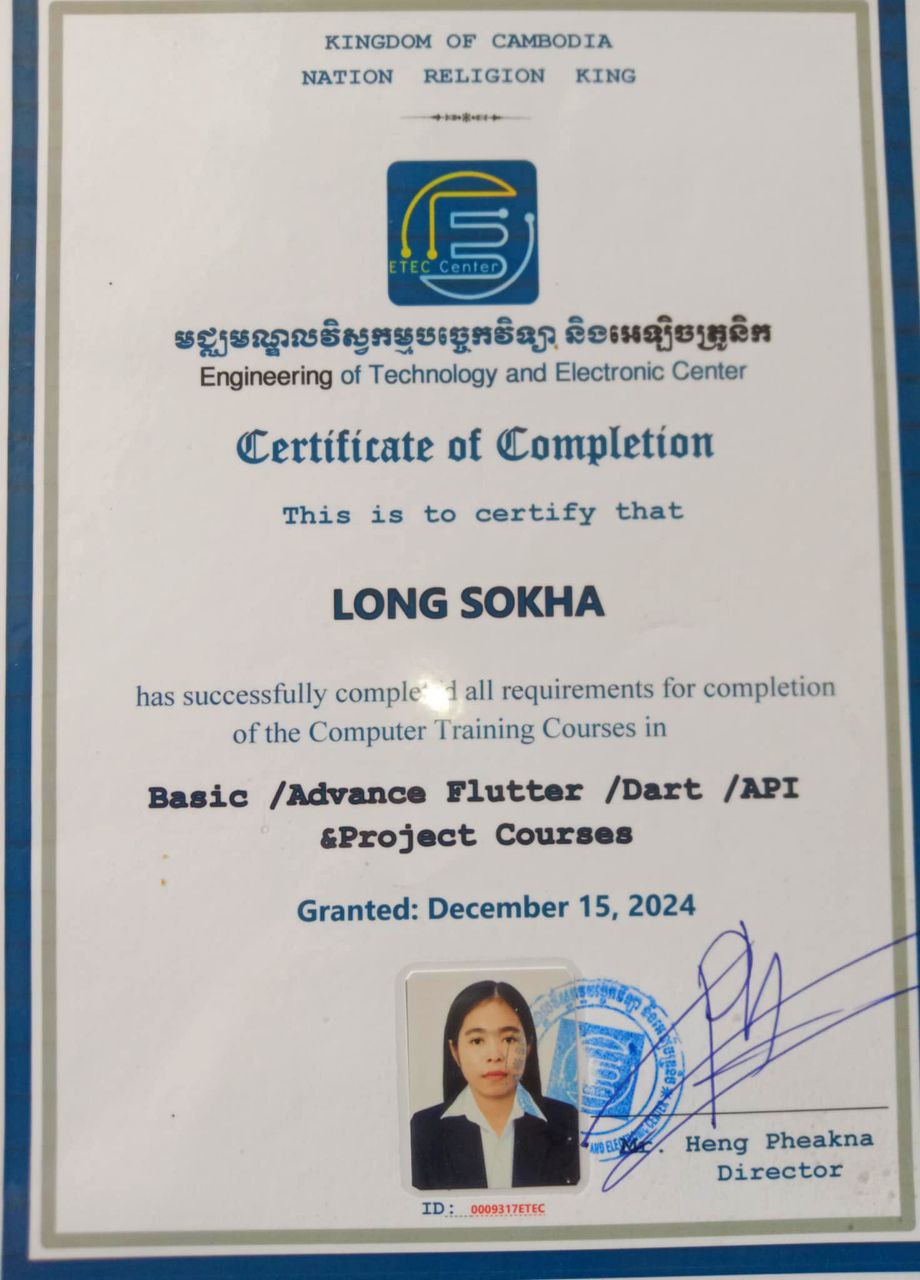 KINGDOM OF CAMBODIA
NATION RELIGION KING
ETEC Center
មជ្ឈមណ្ឌលវិស្វកម្មបច្ចេកវិទ្យា និងអេឡិចត្រូនិក
Engineering of Technology and Electronic Center
Certificate of Completion
This is to certify that
LONG SOKHA
has successfully completed all requirements for completion
of the Computer Training Courses in
Basic /Advance Flutter /Dart /API
&Project Courses
Granted: December 15, 2024
AND ELECTRONIC CENTER
Mr. Heng Pheakna
Director
ID: 0009317ETEC